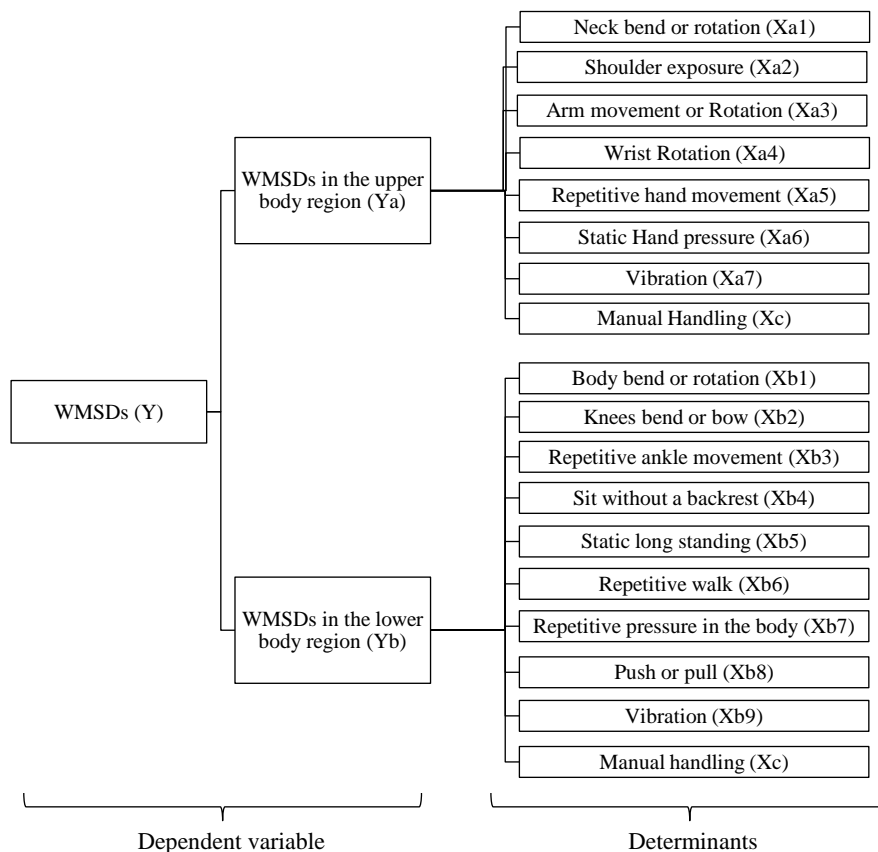 Neck bend or rotation (Xa1)
Shoulder exposure (Xa2)
Arm movement or Rotation (Xa3)
Wrist Rotation (Xa4)
WMSDs in the upper
body region (Ya)
Repetitive hand movement (Xa5)
Static Hand pressure (Xa6)
Vibration (Xa7)
Manual Handling (Xc)
WMSDs (Y)
Body bend or rotation (Xb1)
Knees bend or bow (Xb2)
Repetitive ankle movement (Xb3)
Sit without a backrest (Xb4)
Static long standing (Xb5)
Repetitive walk (Xb6)
WMSDs in the lower
body region (Yb)
Repetitive pressure in the body (Xb7)
Push or pull (Xb8)
Vibration (Xb9)
Manual handling (Xc)
Dependent variable
Determinants